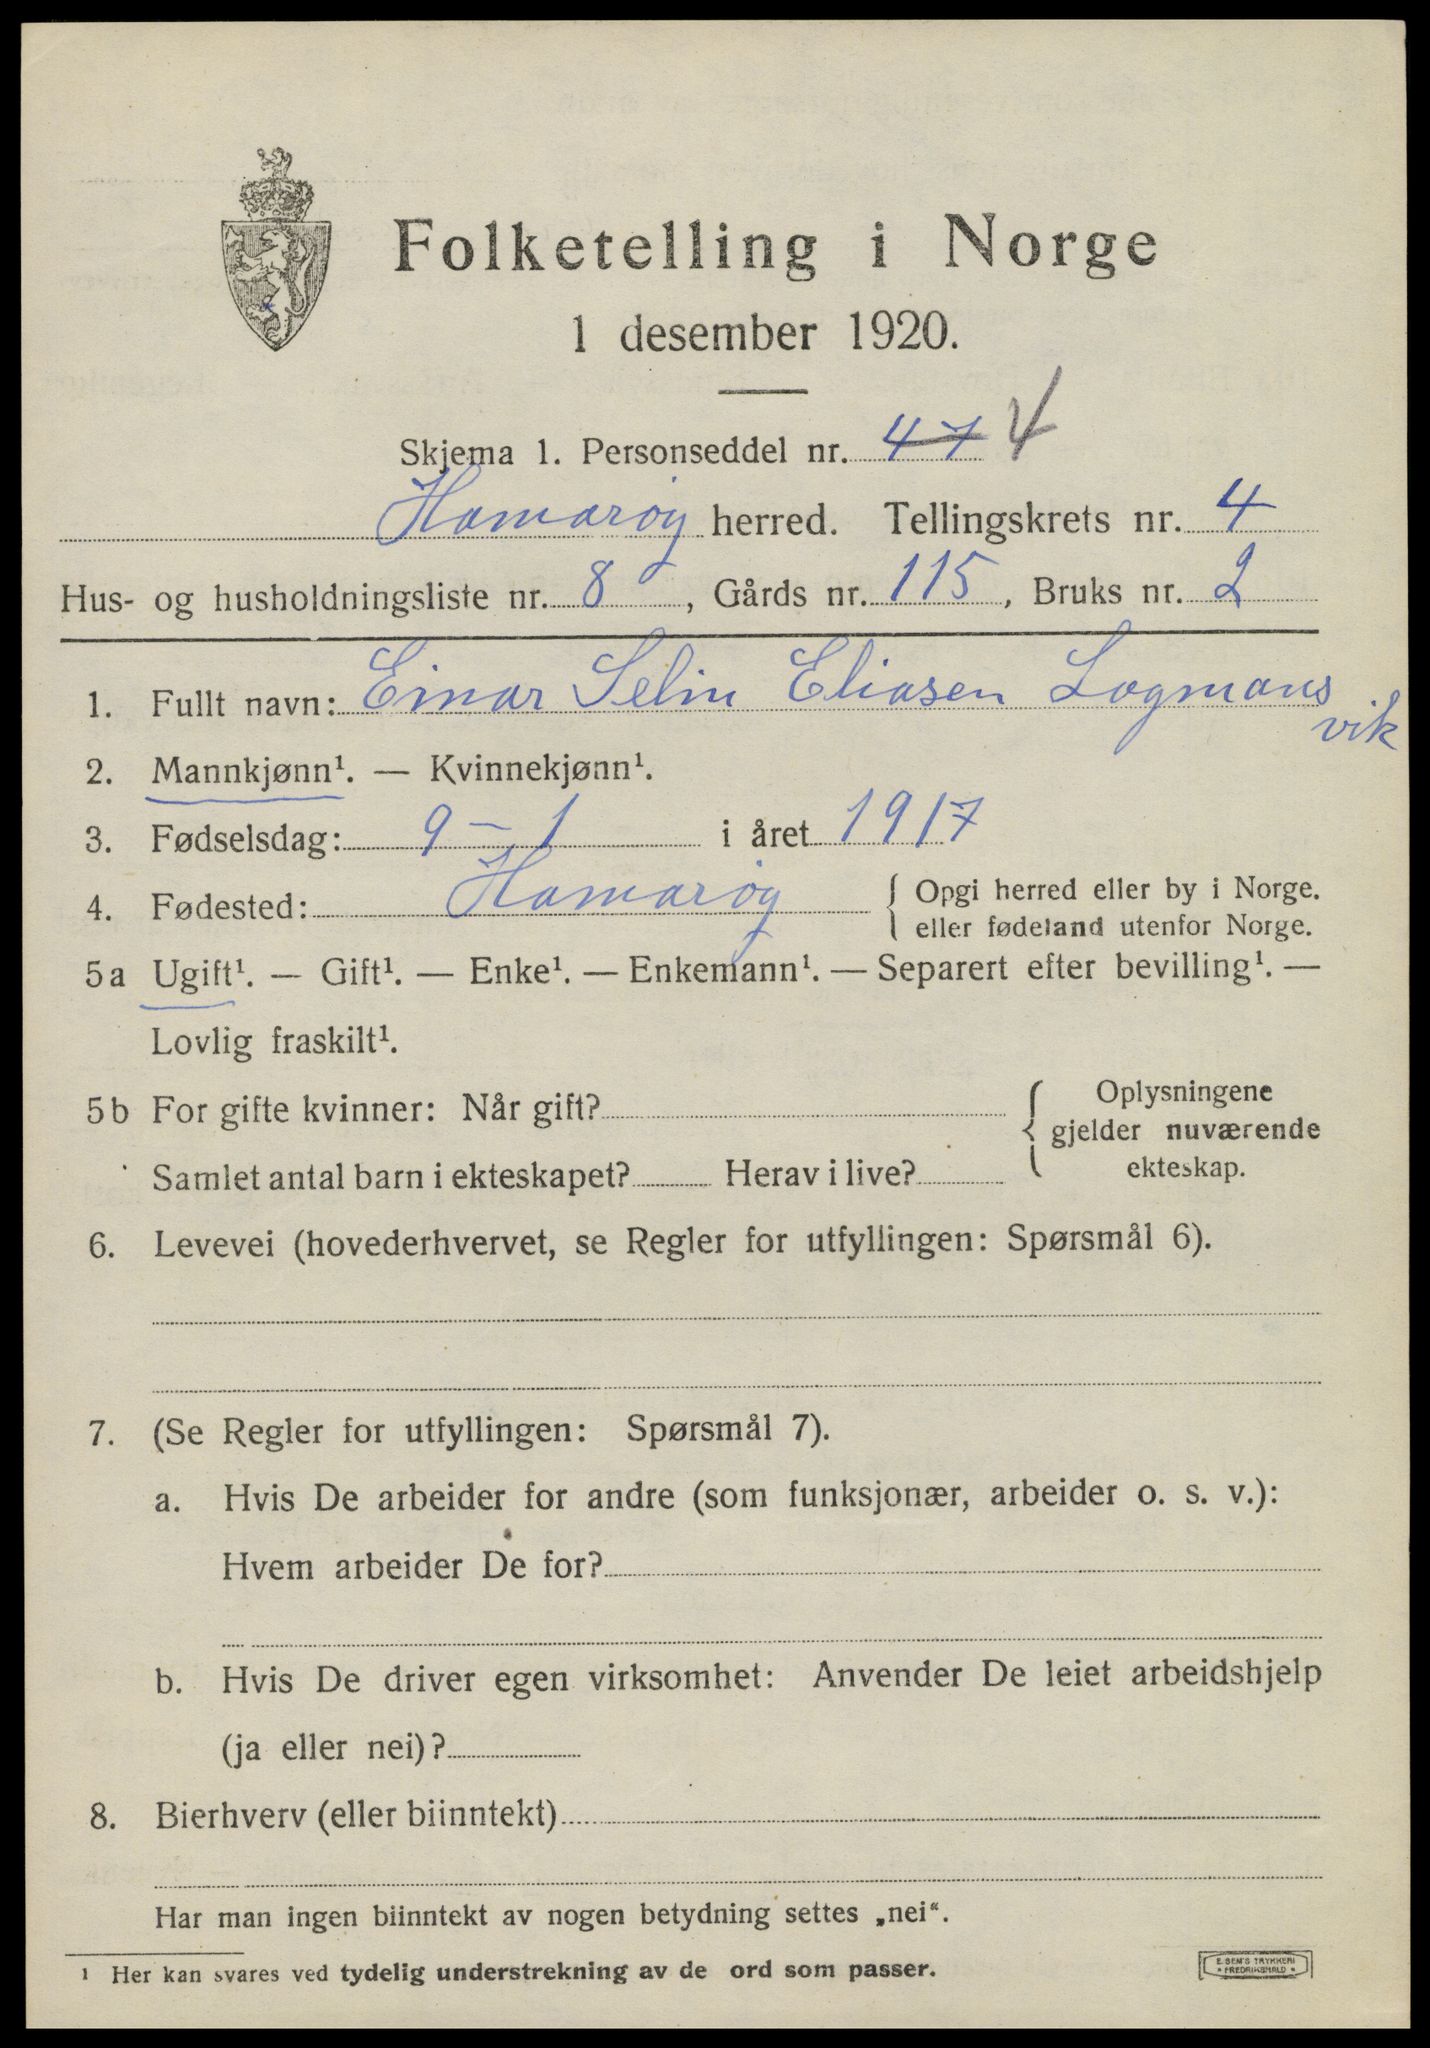 Folketelling i Norge
1 desember 1920.
Skjema 1. Personseddel nr. 47 4
Hamarøy herred. Tellingskrets nr. 4
Hus- og husholdningsliste nr. 8, Gårds nr. 115, Bruks nr. 2
1. Fullt navn: Einar Selin Eliasen Lagmans
vik
2. Mannkjønn¹. — Kvinnekjønn¹.
3. Fødselsdag: 9 – 1 i året 1917
4. Fødested: Hamarøy { Opgi herred eller by i Norge.
eller fødeland utenfor Norge.
5a Ugift¹. — Gift¹. — Enke¹. — Enkemann¹. — Separert efter bevilling¹. —
Lovlig fraskilt¹.
5b For gifte kvinner: Når gift?
Samlet antal barn i ekteskapet? Herav i live?
{ Oplysningene
gjelder nuværende
ekteskap.
6. Levevei (hovederhvervet, se Regler for utfyllingen: Spørsmål 6).
7. (Se Regler for utfyllingen: Spørsmål 7).
a. Hvis De arbeider for andre (som funksjonær, arbeider o. s. v.):
Hvem arbeider De for?
b. Hvis De driver egen virksomhet: Anvender De leiet arbeidshjelp
(ja eller nei)?
8. Bierhverv (eller biinntekt)
Har man ingen biinntekt av nogen betydning settes „nei“.
¹ Her kan svares ved tydelig understrekning av de ord som passer.
E. SEM'S TRYKKERI
* FREDRIKSHALD *